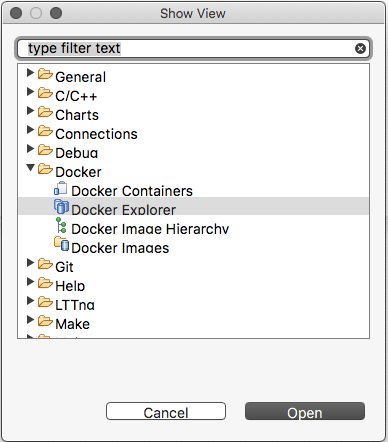 Show View
type filter text
General
C/C++
Charts
Connections
Debug
Docker
Docker Containers
Docker Explorer
Docker Image Hierarchy
Docker Images
Git
Help
LTTng
Make
Cancel Open